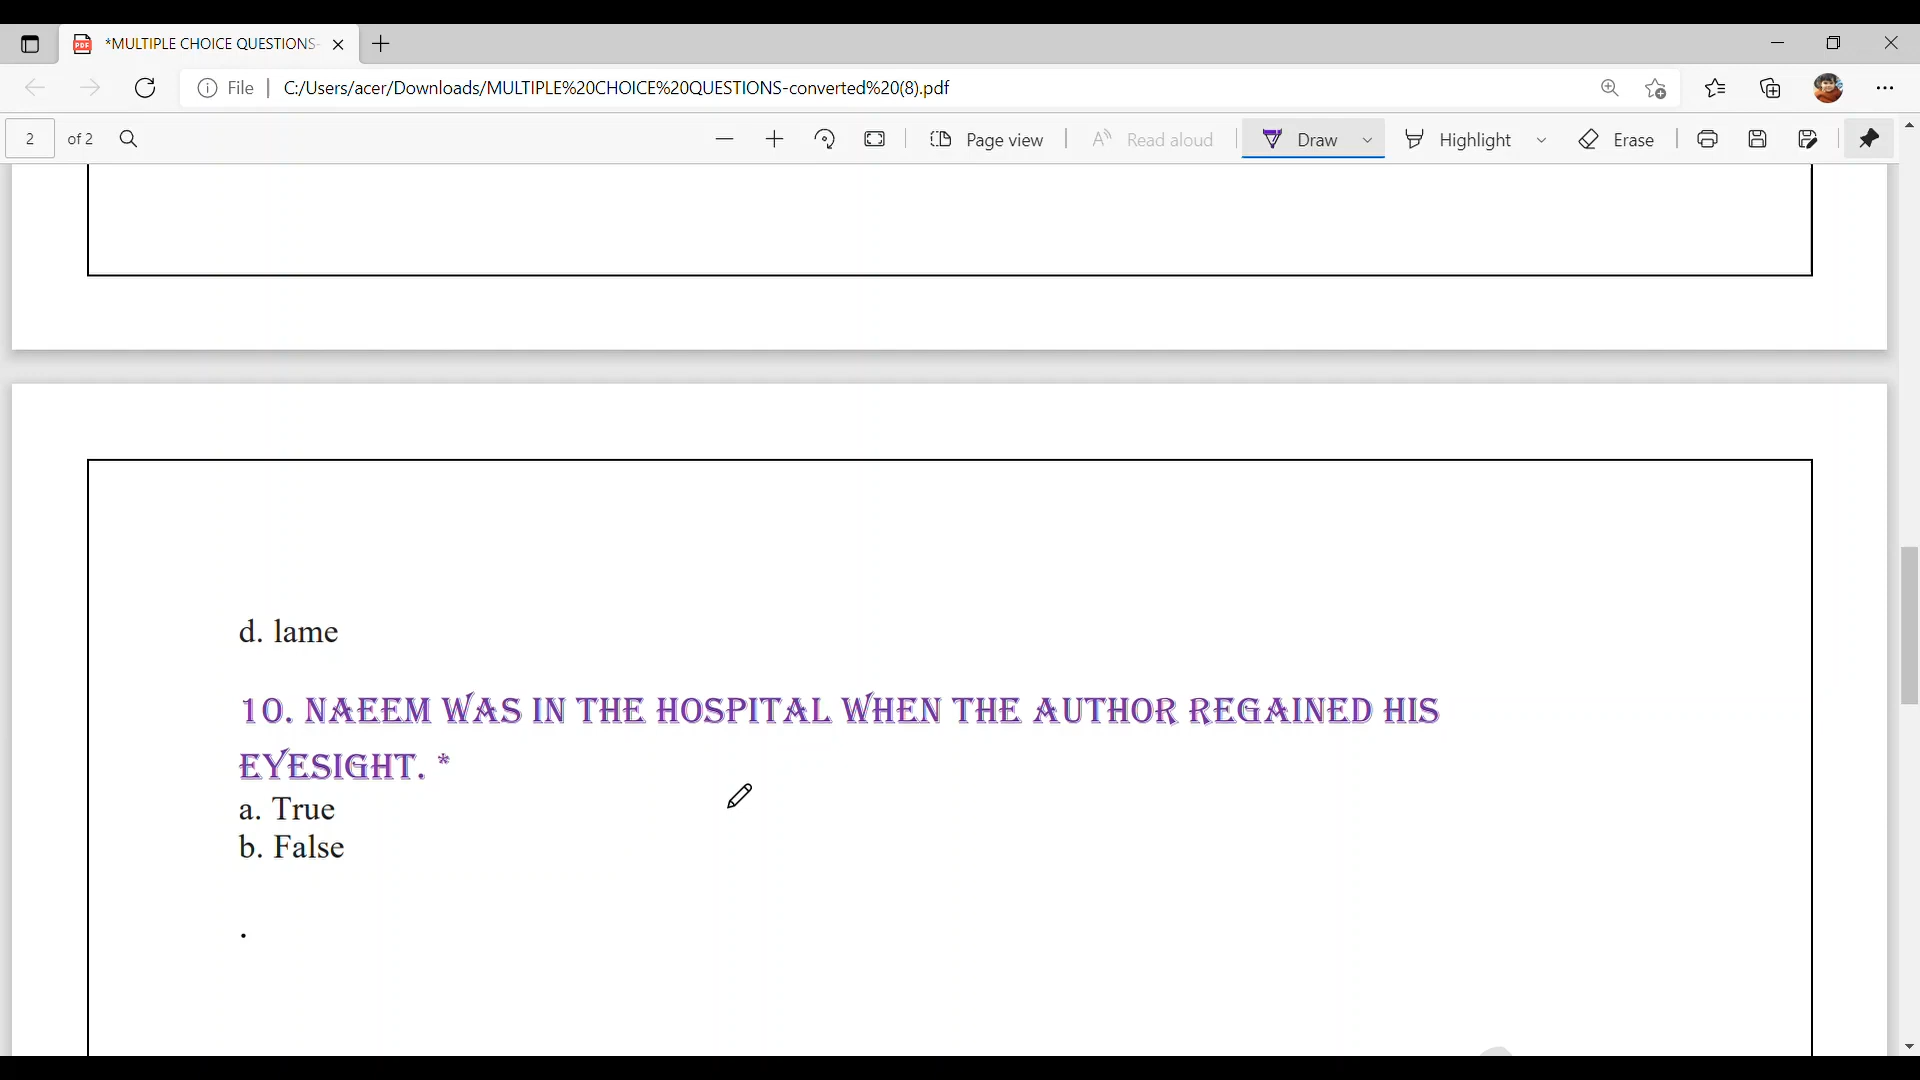 *MULTIPLE CHOICE QUESTIONS-
File | C:/Users/acer/Downloads/MULTIPLE%20CHOICE%20QUESTIONS-converted%20(8).pdf
2 of 2 Page view Read aloud Draw Highlight Erase
d. lame
10. NAEEM WAS IN THE HOSPITAL WHEN THE AUTHOR REGAINED HIS
EYESIGHT. *
a. True
b. False
.